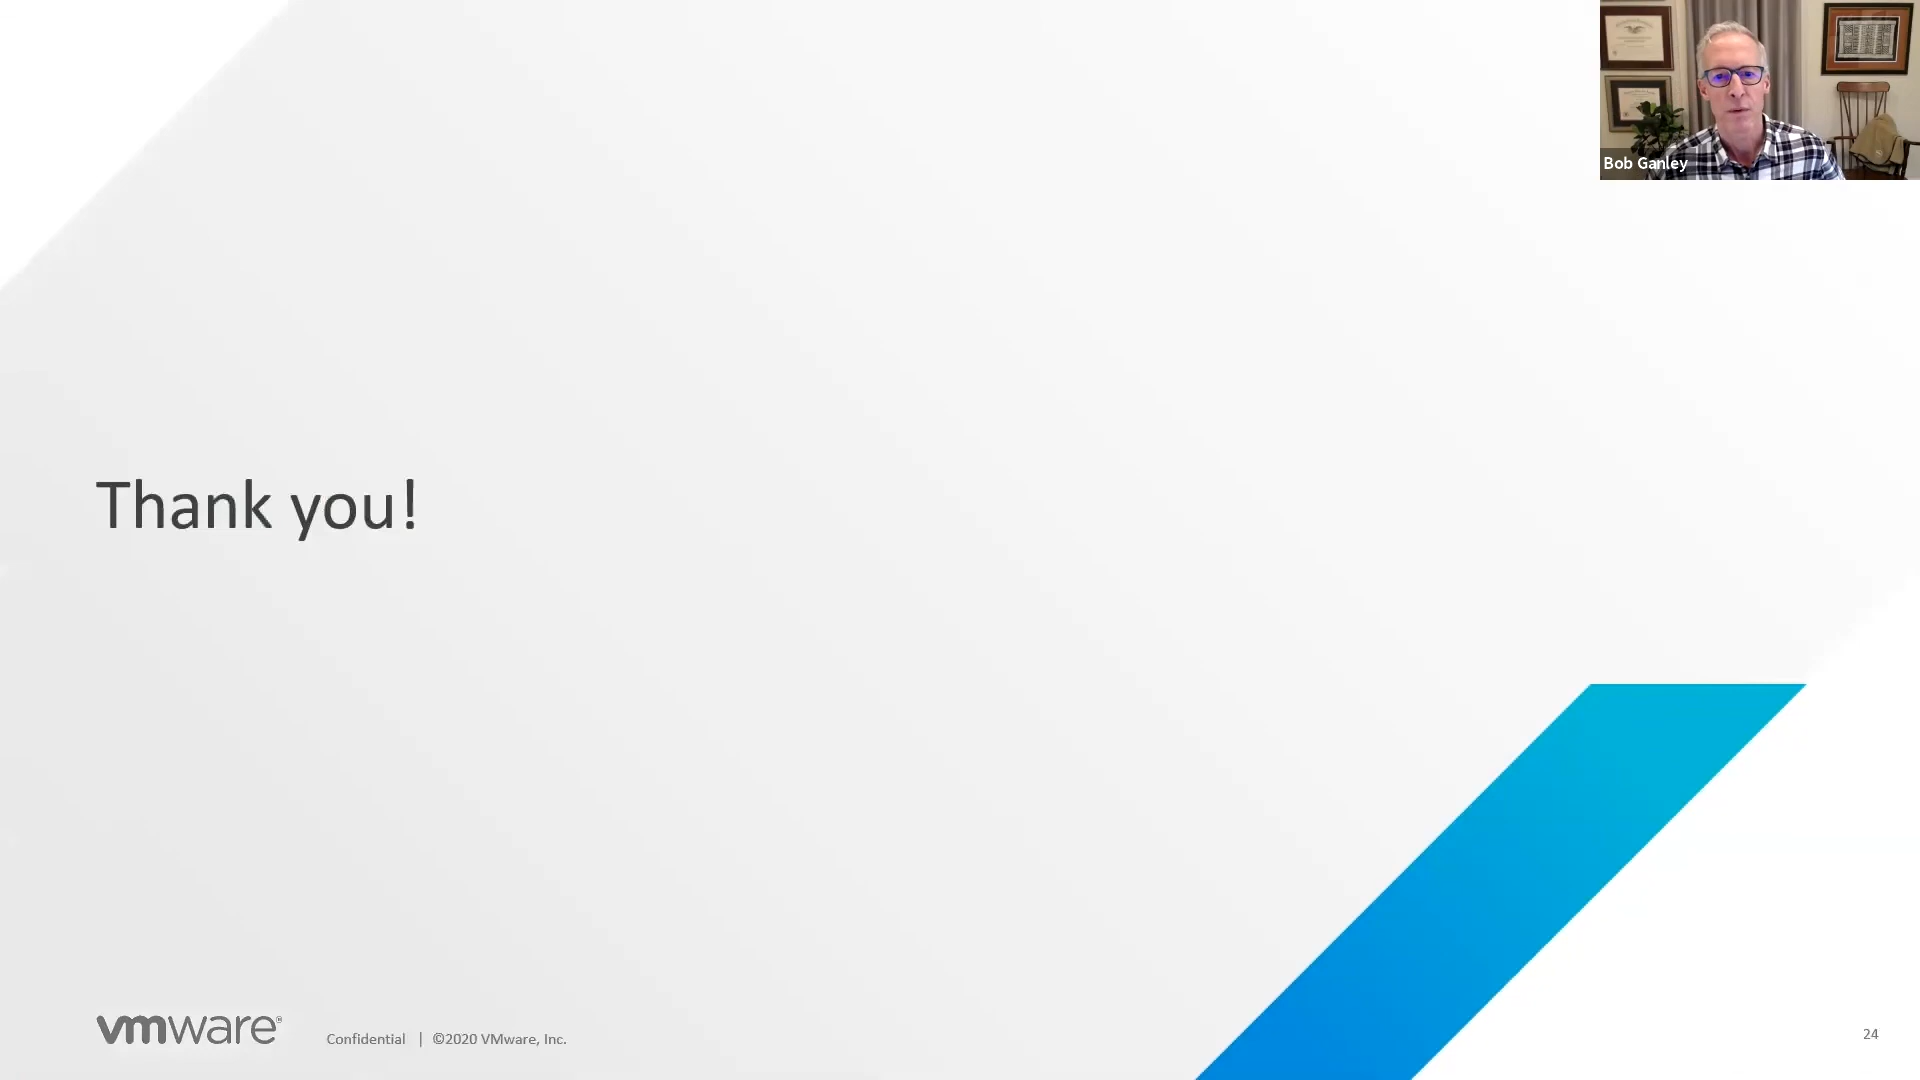 Bob Ganley
Thank you!
vmware®
Confidential | ©2020 VMware, Inc.
24